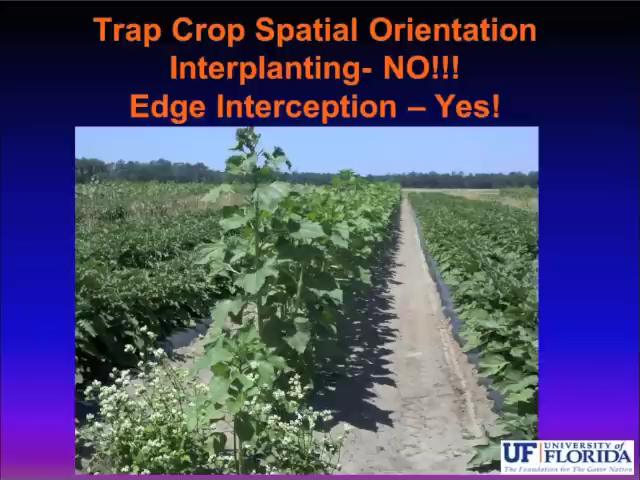 Trap Crop Spatial Orientation
Interplanting- NO!!!
Edge Interception – Yes!
UF UNIVERSITY of
FLORIDA
The Foundation for The Gator Nation